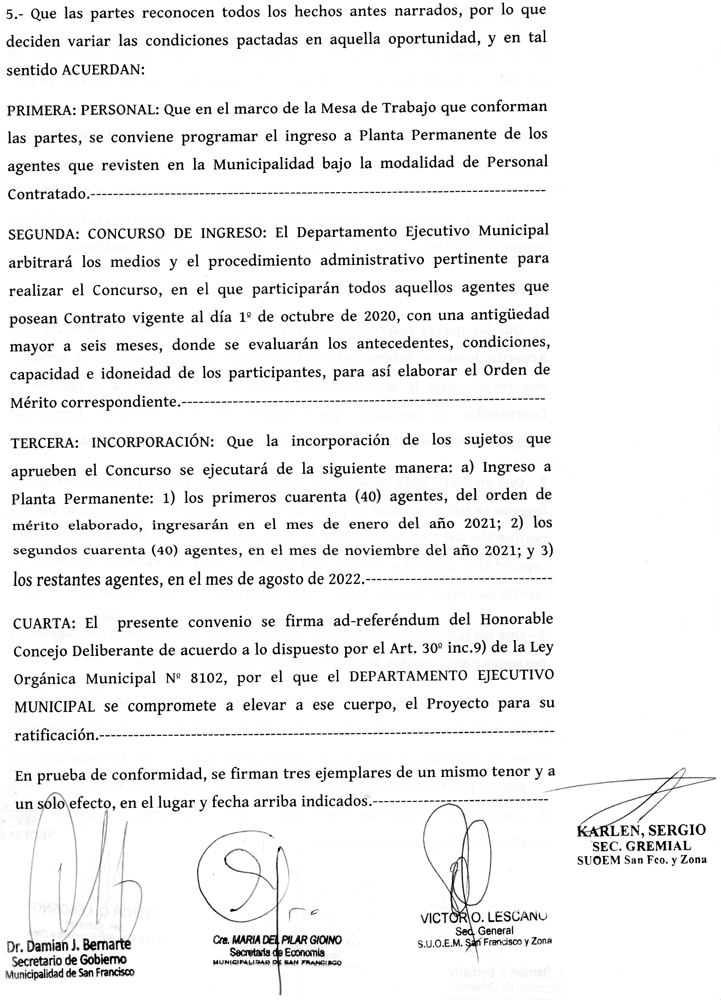 5.- Que las partes reconocen todos los hechos antes narrados, por lo que
deciden variar las condiciones pactadas en aquella oportunidad, y en tal
sentido ACUERDAN:
PRIMERA: PERSONAL: Que en el marco de la Mesa de Trabajo que conforman
las partes, se conviene programar el ingreso a Planta Permanente de los
agentes que revisten en la Municipalidad bajo la modalidad de Personal
Contratado.--------------------------------------------------------------------------------
SEGUNDA: CONCURSO DE INGRESO: El Departamento Ejecutivo Municipal
arbitrará los medios y el procedimiento administrativo pertinente para
realizar el Concurso, en el que participarán todos aquellos agentes que
posean Contrato vigente al día 1º de octubre de 2020, con una antigüedad
mayor a seis meses, donde se evaluarán los antecedentes, condiciones,
capacidad e idoneidad de los participantes, para así elaborar el Orden de
Mérito correspondiente.----------------------------------------------------------------
TERCERA: INCORPORACIÓN: Que la incorporación de los sujetos que
aprueben el Concurso se ejecutará de la siguiente manera: a) Ingreso a
Planta Permanente: 1) los primeros cuarenta (40) agentes, del orden de
mérito elaborado, ingresarán en el mes de enero del año 2021; 2) los
segundos cuarenta (40) agentes, en el mes de noviembre del año 2021; y 3)
los restantes agentes, en el mes de agosto de 2022.---------------------------------
CUARTA: El presente convenio se firma ad-referéndum del Honorable
Concejo Deliberante de acuerdo a lo dispuesto por el Art. 30º inc.9) de la Ley
Orgánica Municipal Nº 8102, por el que el DEPARTAMENTO EJECUTIVO
MUNICIPAL se compromete a elevar a ese cuerpo, el Proyecto para su
ratificación.--------------------------------------------------------------------------------
En prueba de conformidad, se firman tres ejemplares de un mismo tenor y a
un sólo efecto, en el lugar y fecha arriba indicados.-------------------------------
KARLEN, SERGIO
SEC. GREMIAL
SUOEM San Fco. y Zona
VICTOR O. LESCANO
Sec. General
S.U.O.E.M. San Francisco y Zona
Cra. MARIA DEL PILAR GIOINO
Secretaria de Economía
MUNICIPALIDAD DE SAN FRANCISCO
Dr. Damian J. Bernarte
Secretario de Gobierno
Municipalidad de San Francisco